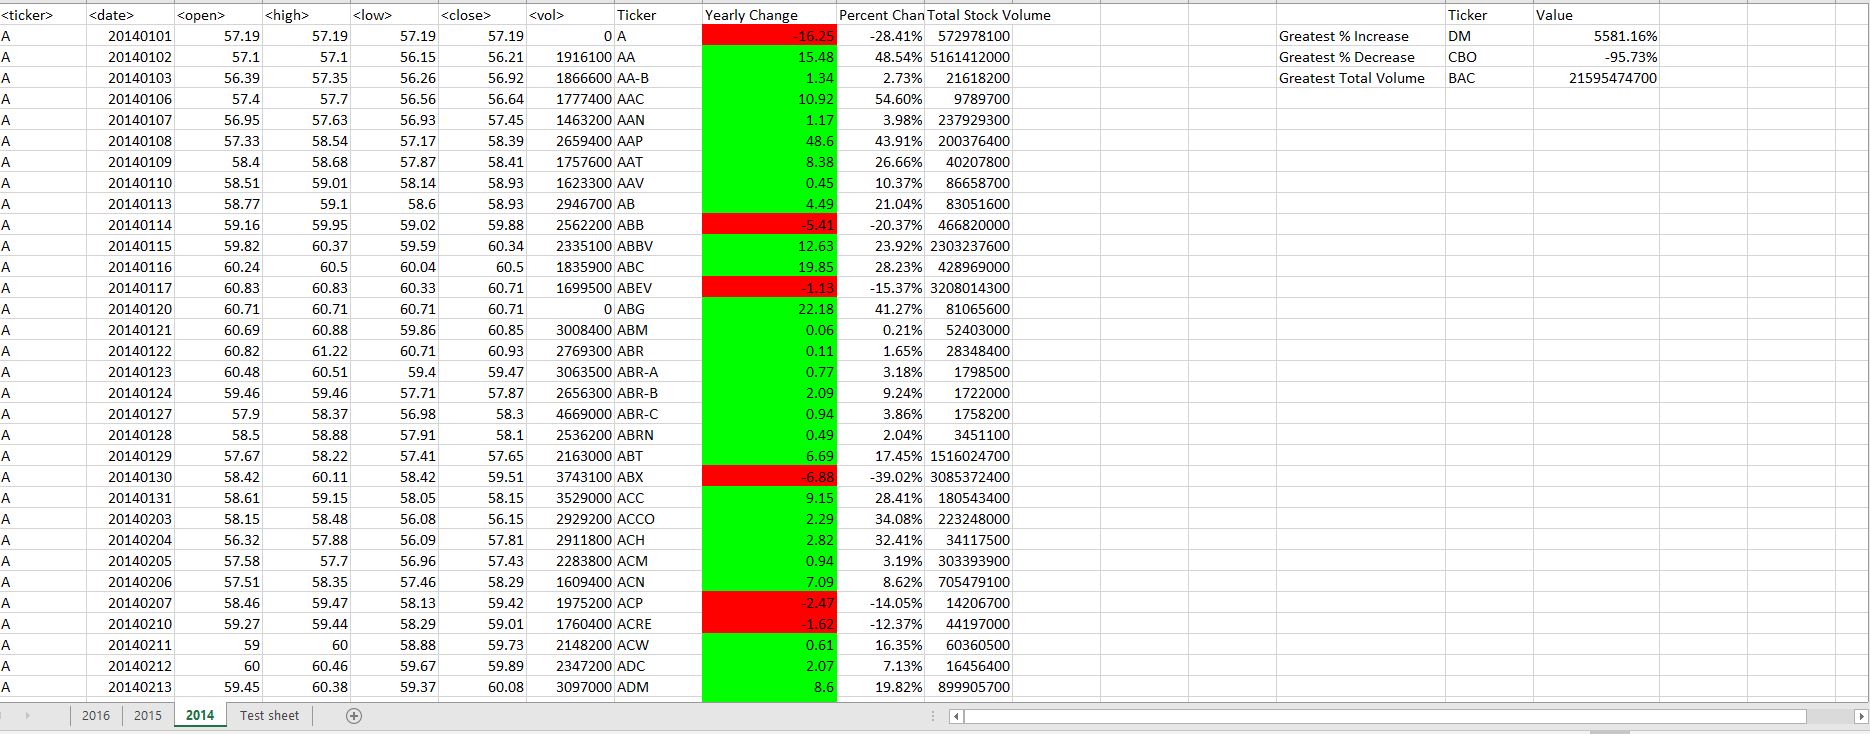 <ticker> <date> <open> <high> <low> <close> <vol> Ticker Yearly Change Percent Chan Total Stock Volume Ticker Value
A 20140101 57.19 57.19 57.19 57.19 0 A -16.25 -28.41% 572978100 Greatest % Increase DM 5581.16%
A 20140102 57.1 57.1 56.15 56.21 1916100 AA 15.48 48.54% 5161412000 Greatest % Decrease CBO -95.73%
A 20140103 56.39 57.35 56.26 56.92 1866600 AA-B 1.34 2.73% 21618200 Greatest Total Volume BAC 21595474700
A 20140106 57.4 57.7 56.56 56.64 1777400 AAC 10.92 54.60% 9789700
A 20140107 56.95 57.63 56.93 57.45 1463200 AAN 1.17 3.98% 237929300
A 20140108 57.33 58.54 57.17 58.39 2659400 AAP 48.6 43.91% 200376400
A 20140109 58.4 58.68 57.87 58.41 1757600 AAT 8.38 26.66% 40207800
A 20140110 58.51 59.01 58.14 58.93 1623300 AAV 0.45 10.37% 86658700
A 20140113 58.77 59.1 58.6 58.93 2946700 AB 4.49 21.04% 83051600
A 20140114 59.16 59.95 59.02 59.88 2562200 ABB -5.41 -20.37% 466820000
A 20140115 59.82 60.37 59.59 60.34 2335100 ABBV 12.63 23.92% 2303237600
A 20140116 60.24 60.5 60.04 60.5 1835900 ABC 19.85 28.23% 428969000
A 20140117 60.83 60.83 60.33 60.71 1699500 ABEV -1.13 -15.37% 3208014300
A 20140120 60.71 60.71 60.71 60.71 0 ABG 22.18 41.27% 81065600
A 20140121 60.69 60.88 59.86 60.85 3008400 ABM 0.06 0.21% 52403000
A 20140122 60.82 61.22 60.71 60.93 2769300 ABR 0.11 1.65% 28348400
A 20140123 60.48 60.51 59.4 59.47 3063500 ABR-A 0.77 3.18% 1798500
A 20140124 59.46 59.46 57.71 57.87 2656300 ABR-B 2.09 9.24% 1722000
A 20140127 57.9 58.37 56.98 58.3 4669000 ABR-C 0.94 3.86% 1758200
A 20140128 58.5 58.88 57.91 58.1 2536200 ABRN 0.49 2.04% 3451100
A 20140129 57.67 58.22 57.41 57.65 2163000 ABT 6.69 17.45% 1516024700
A 20140130 58.42 60.11 58.42 59.51 3743100 ABX -6.88 -39.02% 3085372400
A 20140131 58.61 59.15 58.05 58.15 3529000 ACC 9.15 28.41% 180543400
A 20140203 58.15 58.48 56.08 56.15 2929200 ACCO 2.29 34.08% 223248000
A 20140204 56.32 57.88 56.09 57.81 2911800 ACH 2.82 32.41% 34117500
A 20140205 57.58 57.7 56.96 57.43 2283800 ACM 0.94 3.19% 303393900
A 20140206 57.51 58.35 57.46 58.29 1609400 ACN 7.09 8.62% 705479100
A 20140207 58.46 59.47 58.13 59.42 1975200 ACP -2.47 -14.05% 14206700
A 20140210 59.27 59.44 58.29 59.01 1760400 ACRE -1.62 -12.37% 44197000
A 20140211 59 60 58.88 59.73 2148200 ACW 0.61 16.35% 60360500
A 20140212 60 60.46 59.67 59.89 2347200 ADC 2.07 7.13% 16456400
A 20140213 59.45 60.38 59.37 60.08 3097000 ADM 8.6 19.82% 899905700
2016 2015 2014 Test sheet